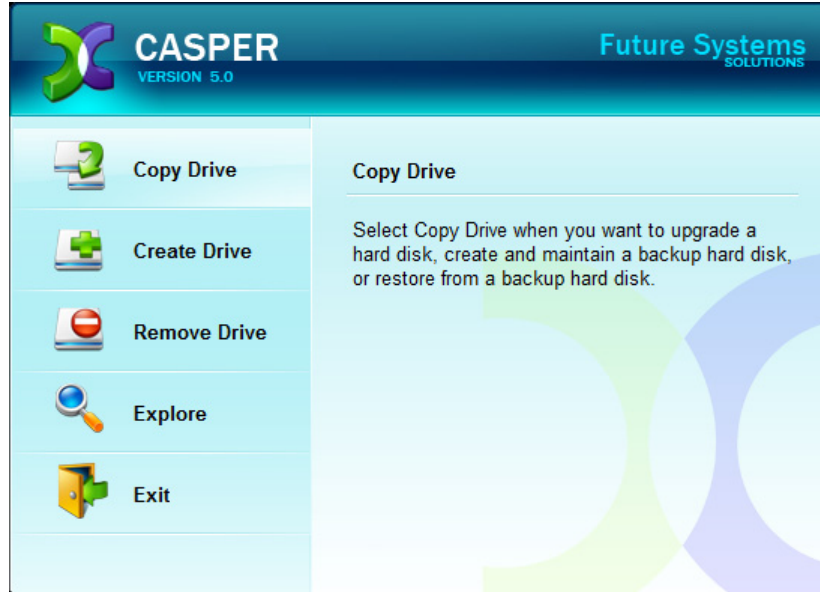 CASPER
VERSION 5.0
Future Systems
SOLUTIONS
Copy Drive
Create Drive
Remove Drive
Explore
Exit
Copy Drive
Select Copy Drive when you want to upgrade a
hard disk, create and maintain a backup hard disk,
or restore from a backup hard disk.